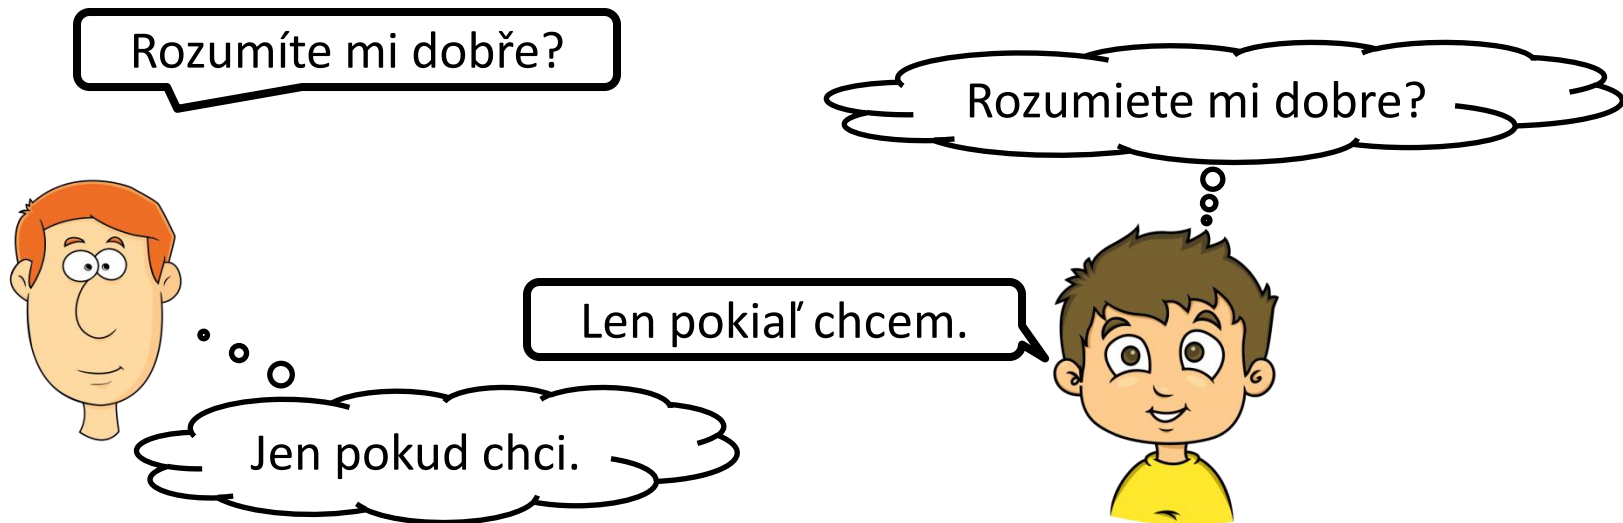 Rozumíte mi dobře?
Rozumiete mi dobre?
Len pokiaľ chcem.
Jen pokud chci.